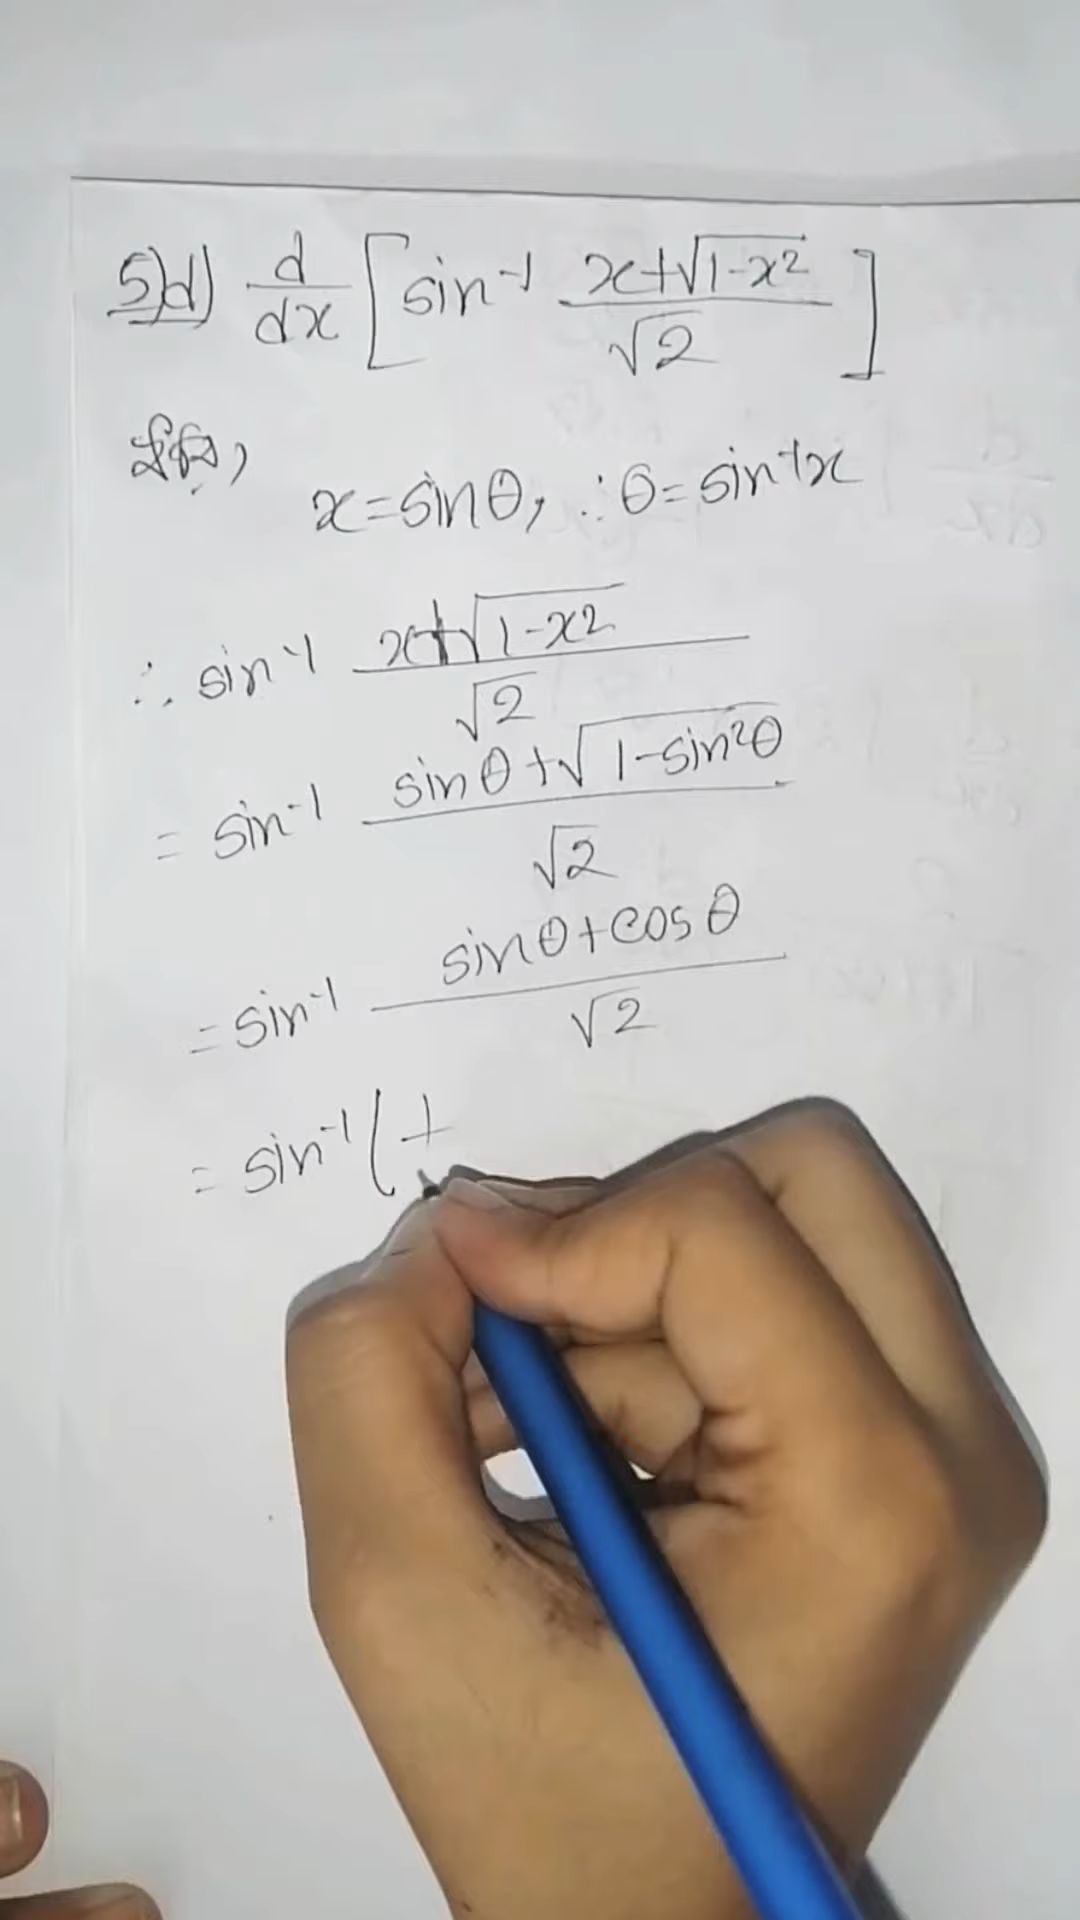 5)d) d/dx [sin⁻¹ (x+√(1-x²))/√2]
ধরি,
x=sinθ, ∴θ=sin⁻¹x
∴ sin⁻¹ (x+√(1-x²))/√2
= sin⁻¹ (sinθ+√(1-sin²θ))/√2
= sin⁻¹ (sinθ+cosθ)/√2
= sin⁻¹(